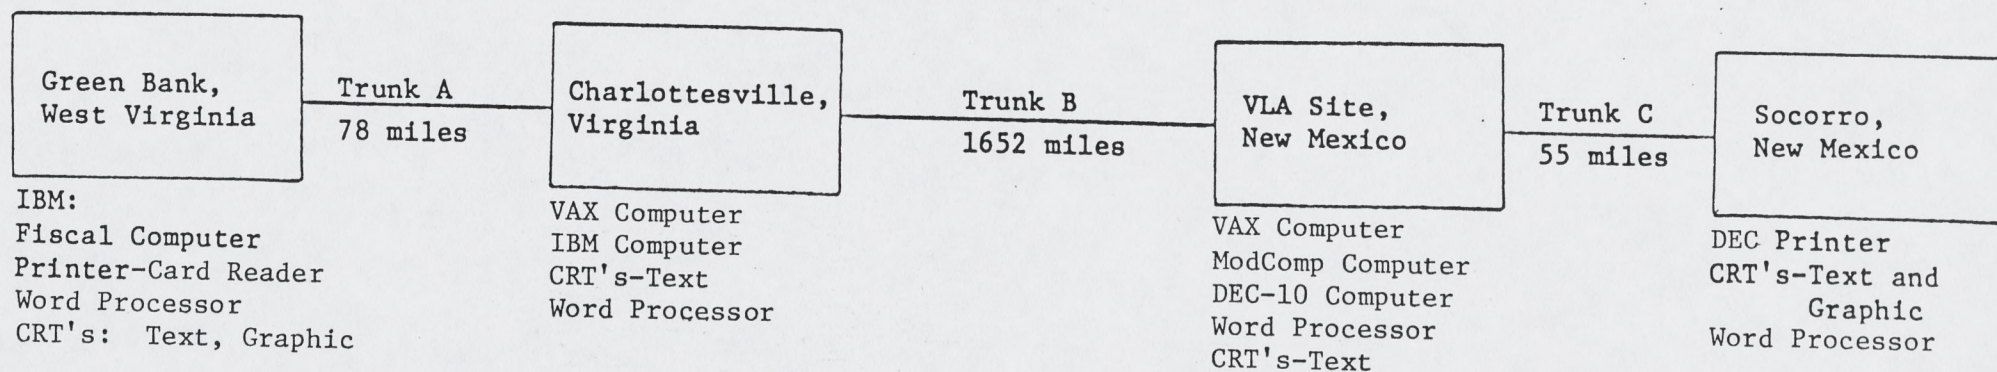 Green Bank,
West Virginia
Trunk A
78 miles
Charlottesville,
Virginia
Trunk B
1652 miles
VLA Site,
New Mexico
Trunk C
55 miles
Socorro,
New Mexico
IBM:
Fiscal Computer
Printer-Card Reader
Word Processor
CRT's: Text, Graphic
VAX Computer
IBM Computer
CRT's-Text
Word Processor
VAX Computer
ModComp Computer
DEC-10 Computer
Word Processor
CRT's-Text
DEC Printer
CRT's-Text and
Graphic
Word Processor